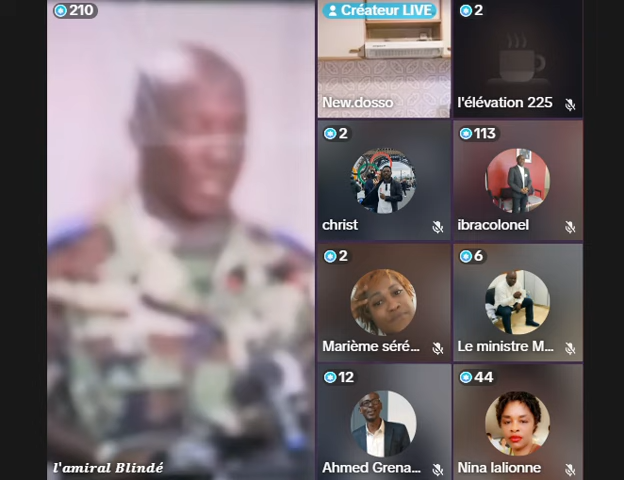 210
l'amiral Blindé
Créateur LIVE
New.dosso
2
l'élévation 225
2
christ
113
ibracolonel
2
Marième séré...
6
Le ministre M...
12
Ahmed Grena...
44
Nina lalionne